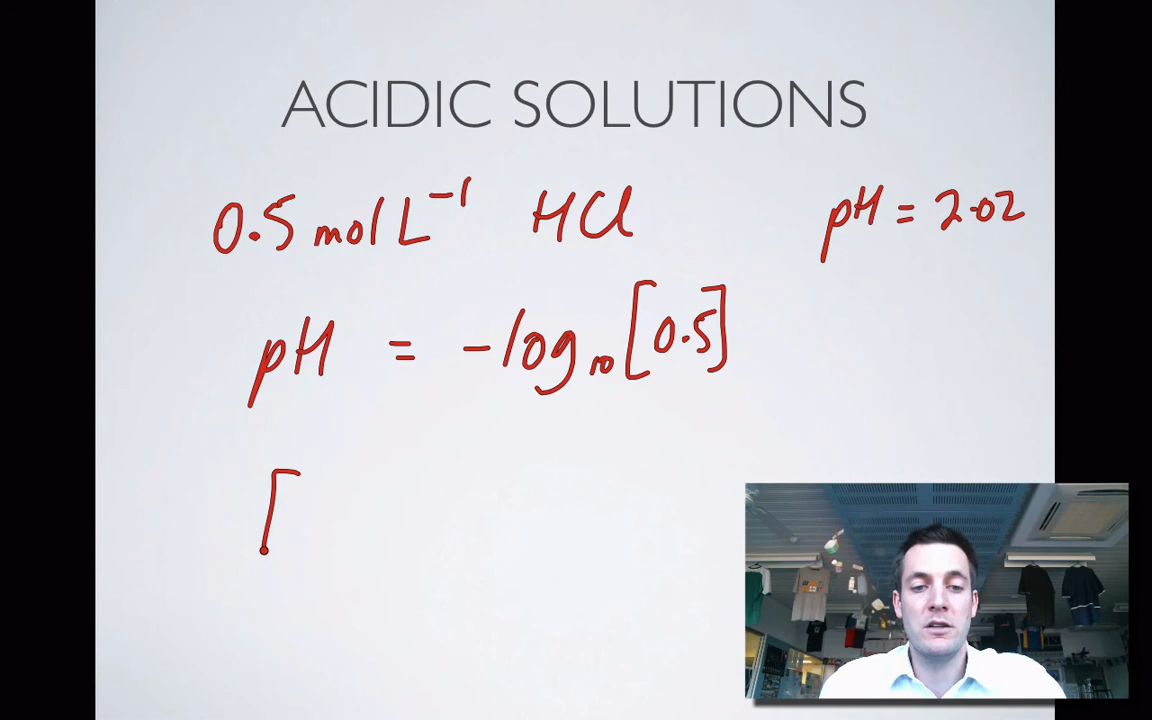 ACIDIC SOLUTIONS
0.5 mol L⁻¹ HCl pH = 2.02
pH = -log₁₀[0.5]
[